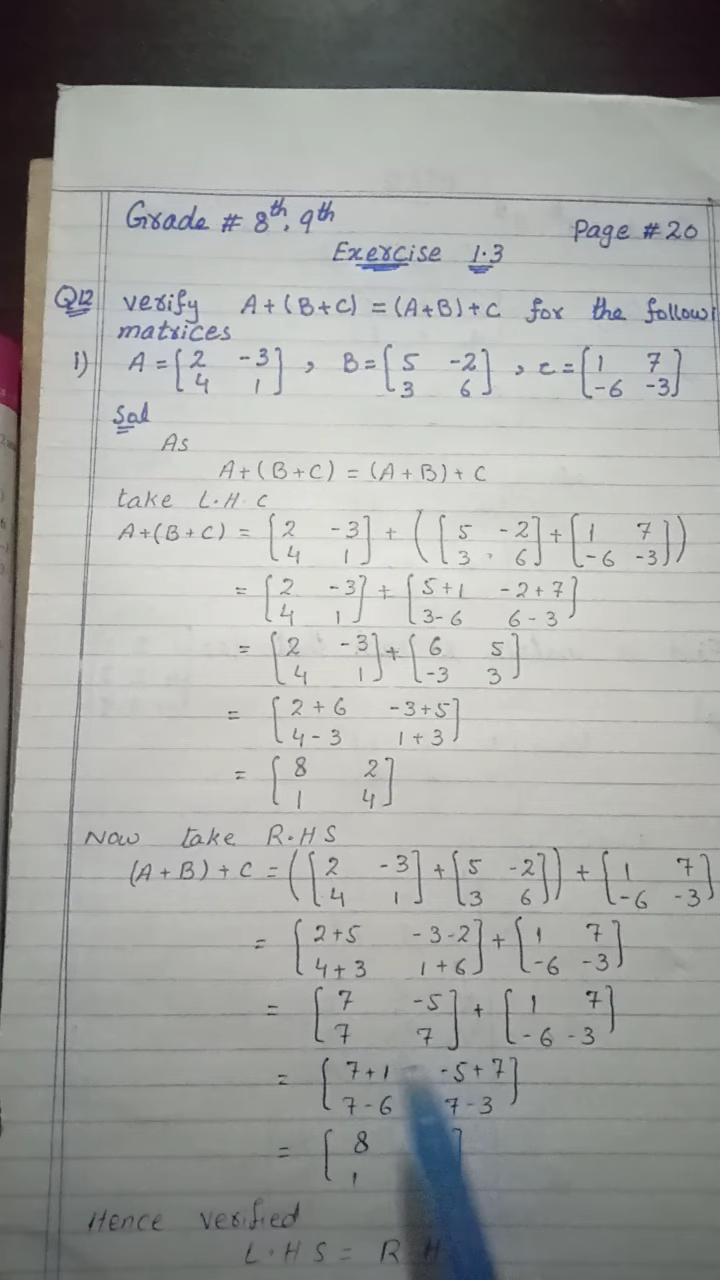 Grade # 8th, 9th
Page # 20
Exercise 1.3
Q12 verify A+(B+C) = (A+B)+C for the followi
matrices
1) A = [2 -3], B = [5 -2], c = [1 7]
4 1 3 6 -6 -3
Sol
As
A+(B+C) = (A+B)+C
take L.H.C
A+(B+C) = [2 -3] + ([5 -2] + [1 7])
4 1 3 6 -6 -3
= [2 -3] + [5+1 -2+7]
4 1 3-6 6-3
= [2 -3] + [6 5]
4 1 -3 3
= [2+6 -3+5]
4-3 1+3
= [8 2]
1 4
Now take R.HS
(A+B)+C = ([2 -3] + [5 -2]) + [1 7]
4 1 3 6 -6 -3
= [2+5 -3-2] + [1 7]
4+3 1+6 -6 -3
= [7 -5] + [1 7]
7 7 -6 -3
= [7+1 -5+7]
7-6 7-3
= [8 ]
1
Hence verified
L.HS = R.H